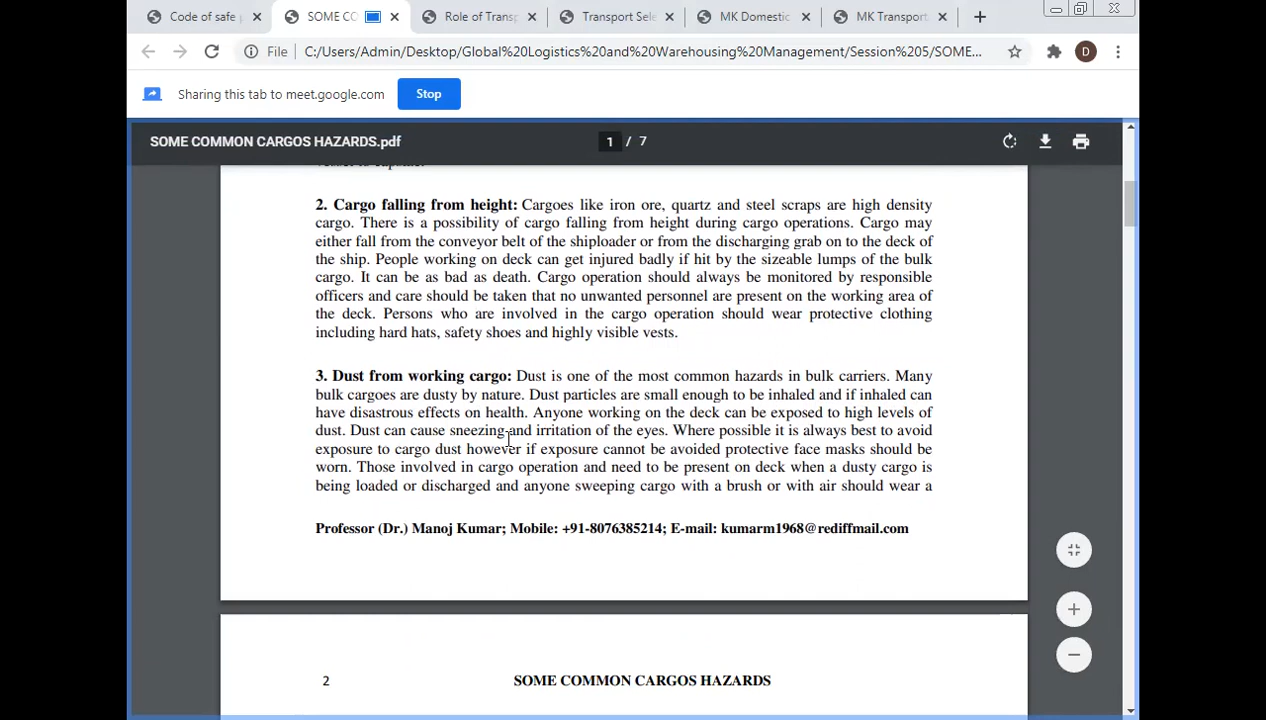 Code of safe p
SOME CO
Role of Transp
Transport Sele
MK Domestic
MK Transport
File
C:/Users/Admin/Desktop/Global%20Logistics%20and%20Warehousing%20Management/Session%205/SOME...
D
Sharing this tab to meet.google.com
Stop
SOME COMMON CARGOS HAZARDS.pdf
1 / 7
2. Cargo falling from height: Cargoes like iron ore, quartz and steel scraps are high density
cargo. There is a possibility of cargo falling from height during cargo operations. Cargo may
either fall from the conveyor belt of the shiploader or from the discharging grab on to the deck of
the ship. People working on deck can get injured badly if hit by the sizeable lumps of the bulk
cargo. It can be as bad as death. Cargo operation should always be monitored by responsible
officers and care should be taken that no unwanted personnel are present on the working area of
the deck. Persons who are involved in the cargo operation should wear protective clothing
including hard hats, safety shoes and highly visible vests.
3. Dust from working cargo: Dust is one of the most common hazards in bulk carriers. Many
bulk cargoes are dusty by nature. Dust particles are small enough to be inhaled and if inhaled can
have disastrous effects on health. Anyone working on the deck can be exposed to high levels of
dust. Dust can cause sneezing and irritation of the eyes. Where possible it is always best to avoid
exposure to cargo dust however if exposure cannot be avoided protective face masks should be
worn. Those involved in cargo operation and need to be present on deck when a dusty cargo is
being loaded or discharged and anyone sweeping cargo with a brush or with air should wear a
Professor (Dr.) Manoj Kumar; Mobile: +91-8076385214; E-mail: kumarm1968@rediffmail.com
2
SOME COMMON CARGOS HAZARDS